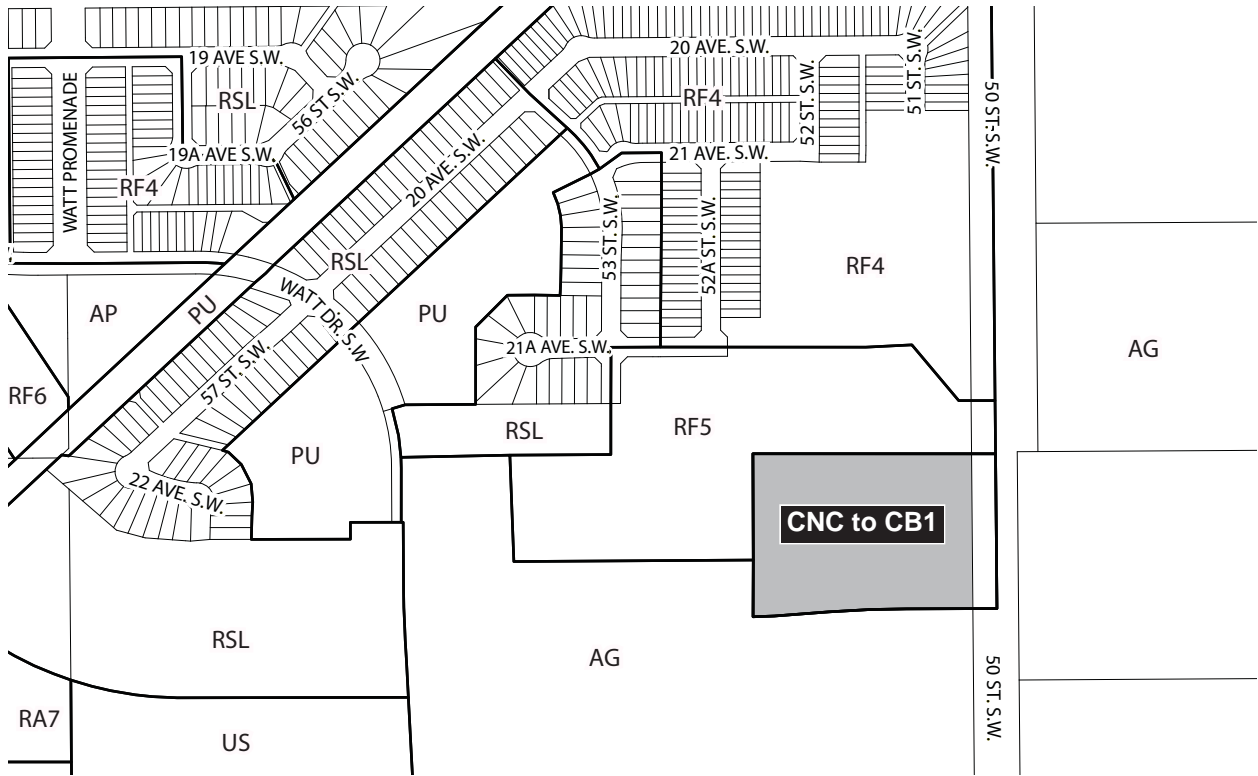 19 AVE S.W.
20 AVE. S.W.
51 ST. S.W.
50 ST. S.W.
WATT PROMENADE
RSL
56 ST S.W.
RF4
52 ST. S.W.
19A AVE S.W.
20 AVE. S.W.
21 AVE. S.W.
RF4
53 ST. S.W.
52A ST. S.W.
RSL
RF4
AP
PU
WATT DR. S.W
PU
21A AVE. S.W.
AG
57 ST. S.W.
RF6
RSL
RF5
PU
22 AVE. S.W.
CNC to CB1
RSL
AG
50 ST. S.W.
RA7
US